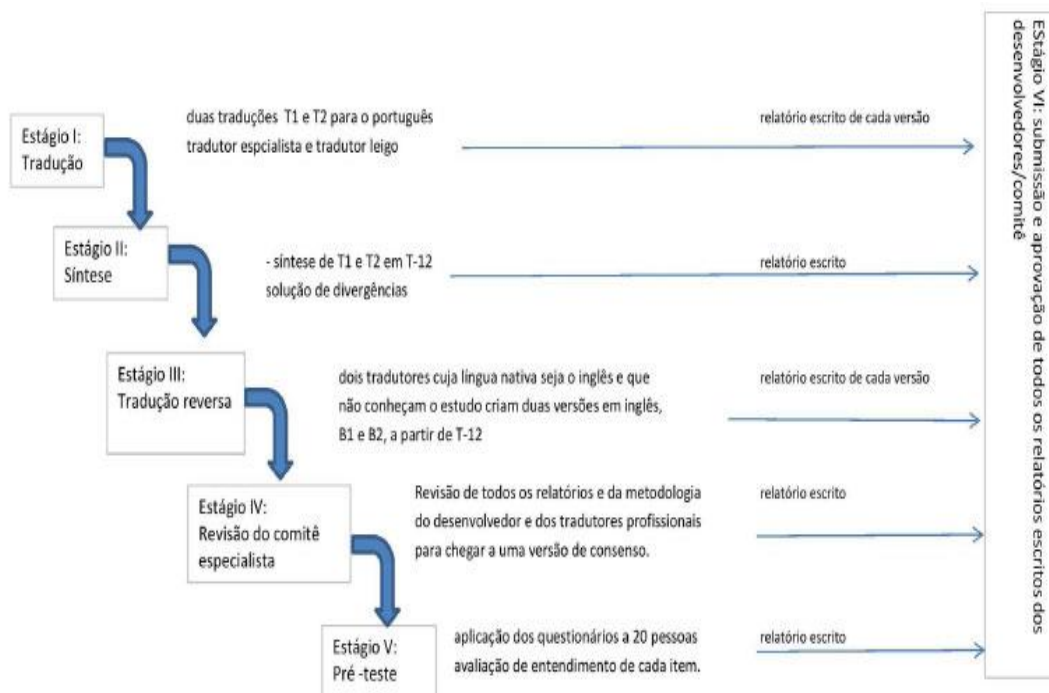 Estágio I:
Tradução
duas traduções T1 e T2 para o português
tradutor espcialista e tradutor leigo
relatório escrito de cada versão
Estágio II:
Síntese
- síntese de T1 e T2 em T-12
solução de divergências
relatório escrito
Estágio III:
Tradução reversa
dois tradutores cuja língua nativa seja o inglês e que
não conheçam o estudo criam duas versões em inglês,
B1 e B2, a partir de T-12
relatório escrito de cada versão
Estágio IV:
Revisão do comitê
especialista
Revisão de todos os relatórios e da metodologia
do desenvolvedor e dos tradutores profissionais
para chegar a uma versão de consenso.
relatório escrito
Estágio V:
Pré -teste
aplicação dos questionários a 20 pessoas
avaliação de entendimento de cada item.
relatório escrito
EStágio VI: submissão e aprovação de todos os relatórios escritos dos
desenvolvedores/comitê